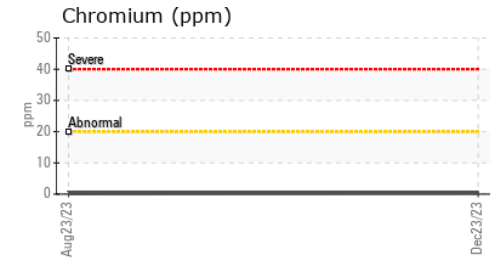 Chromium (ppm)
50
Severe
40
30
ppm
Abnormal
20
10
0
Aug23/23
Dec23/23